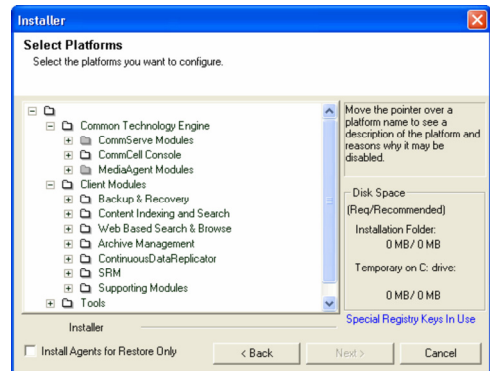 Installer
Select Platforms
Select the platforms you want to configure.
Common Technology Engine
CommServe Modules
CommCell Console
MediaAgent Modules
Client Modules
Backup & Recovery
Content Indexing and Search
Web Based Search & Browse
Archive Management
ContinuousDataReplicator
SRM
Supporting Modules
Tools
Move the pointer over a
platform name to see a
description of the platform and
reasons why it may be
disabled.
Disk Space
(Req/Recommended)
Installation Folder:
0 MB/ 0 MB
Temporary on C: drive:
0 MB/ 0 MB
Special Registry Keys In Use
Installer
Install Agents for Restore Only
< Back
Next >
Cancel